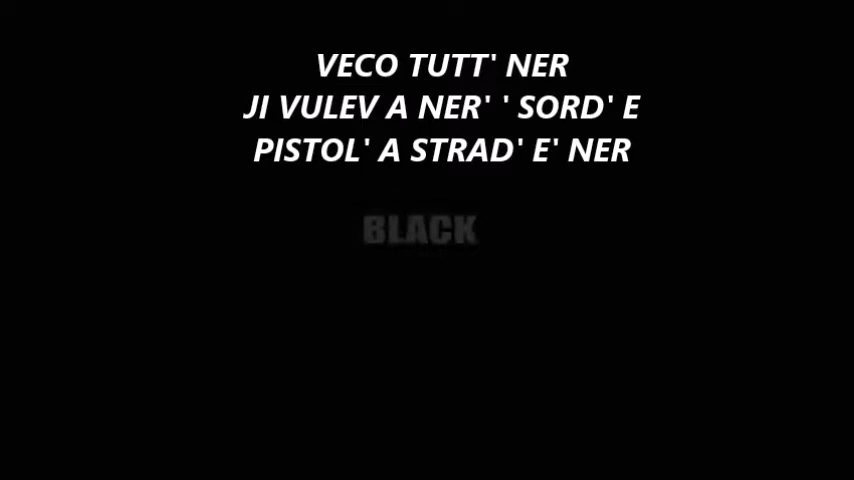 VECO TUTT' NER
JI VULEV A NER' ' SORD' E
PISTOL' A STRAD' E' NER
BLACK